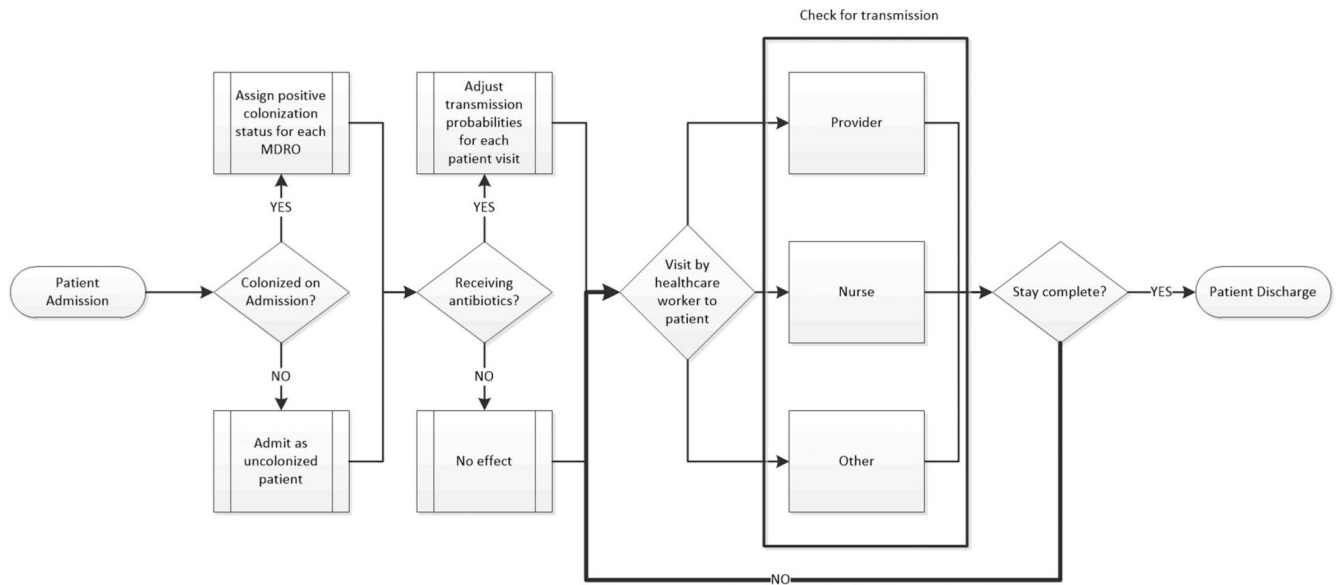 Check for transmission
Patient
Admission
Colonized on
Admission?
YES
Assign positive
colonization
status for each
MDRO
NO
Admit as
uncolonized
patient
Receiving
antibiotics?
YES
Adjust
transmission
probabilities
for each
patient visit
NO
No effect
Visit by
healthcare
worker to
patient
Provider
Nurse
Other
Stay complete?
YES
Patient Discharge
NO